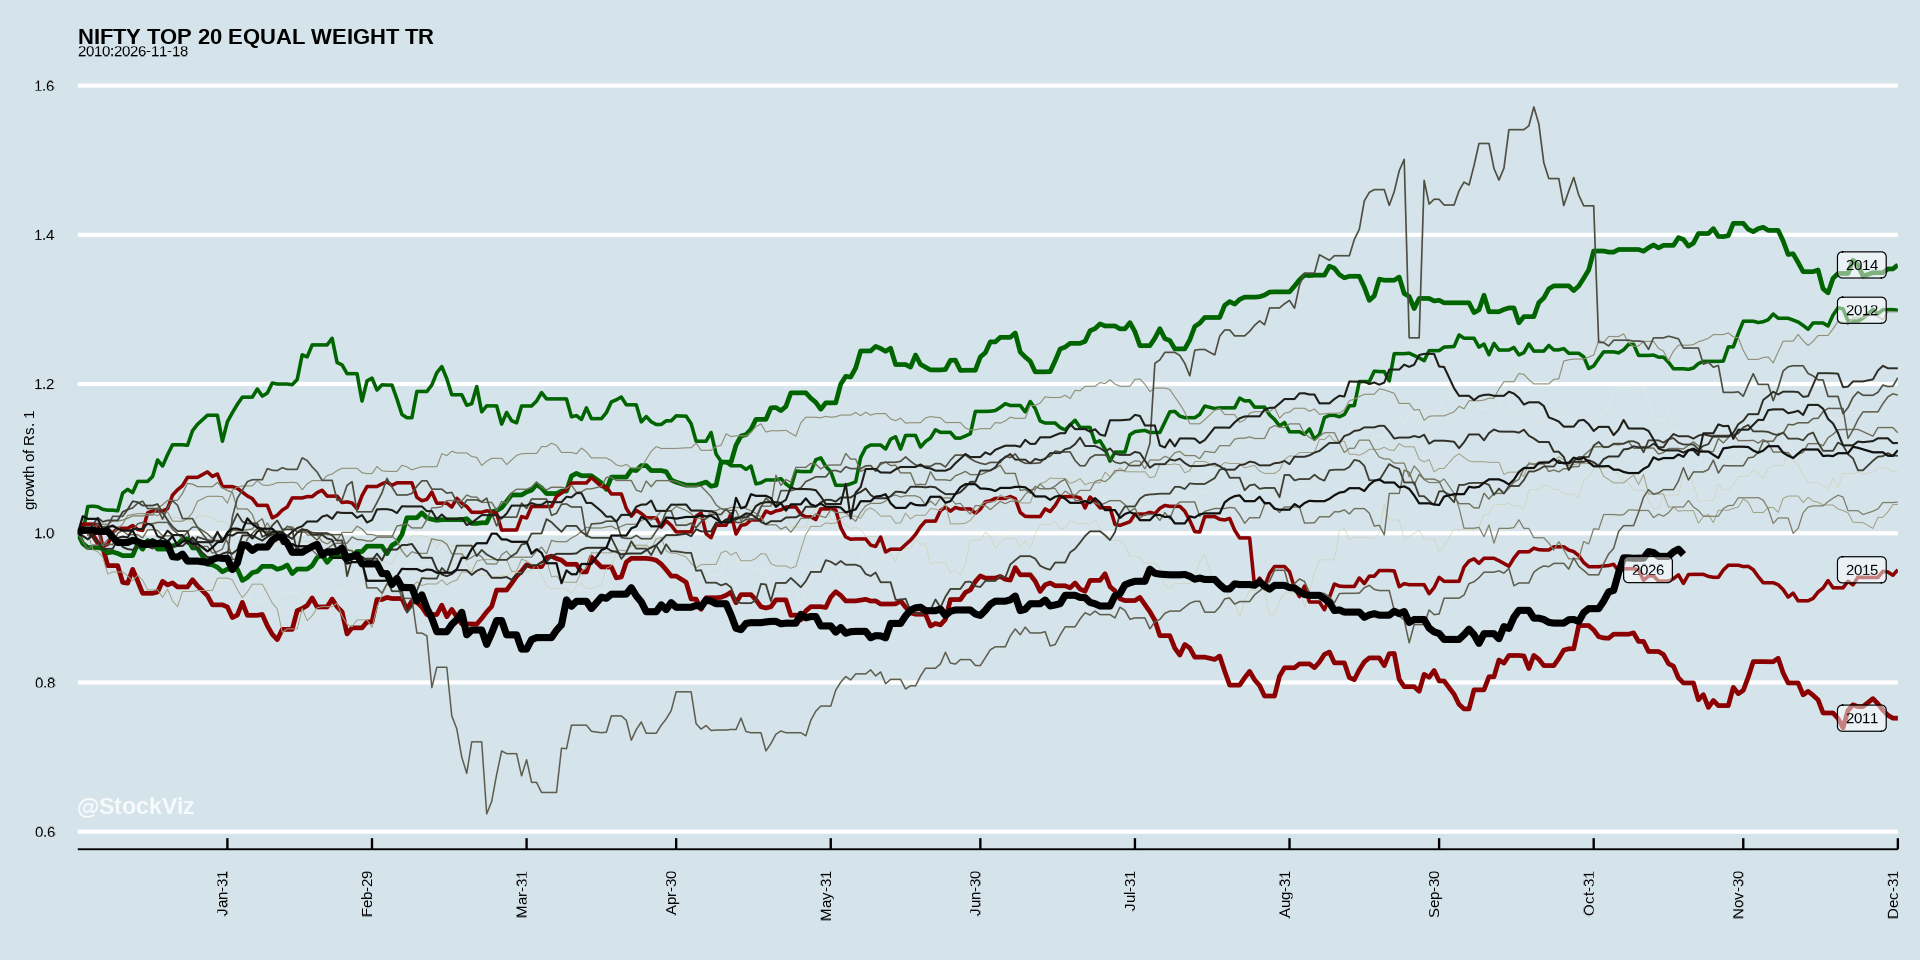 NIFTY TOP 20 EQUAL WEIGHT TR
2010:2026-11-18
growth of Rs. 1
1.6
1.4
1.2
1.0
0.8
0.6
2014
2012
2026
2015
2011
@StockViz
Jan-31
Feb-29
Mar-31
Apr-30
May-31
Jun-30
Jul-31
Aug-31
Sep-30
Oct-31
Nov-30
Dec-31